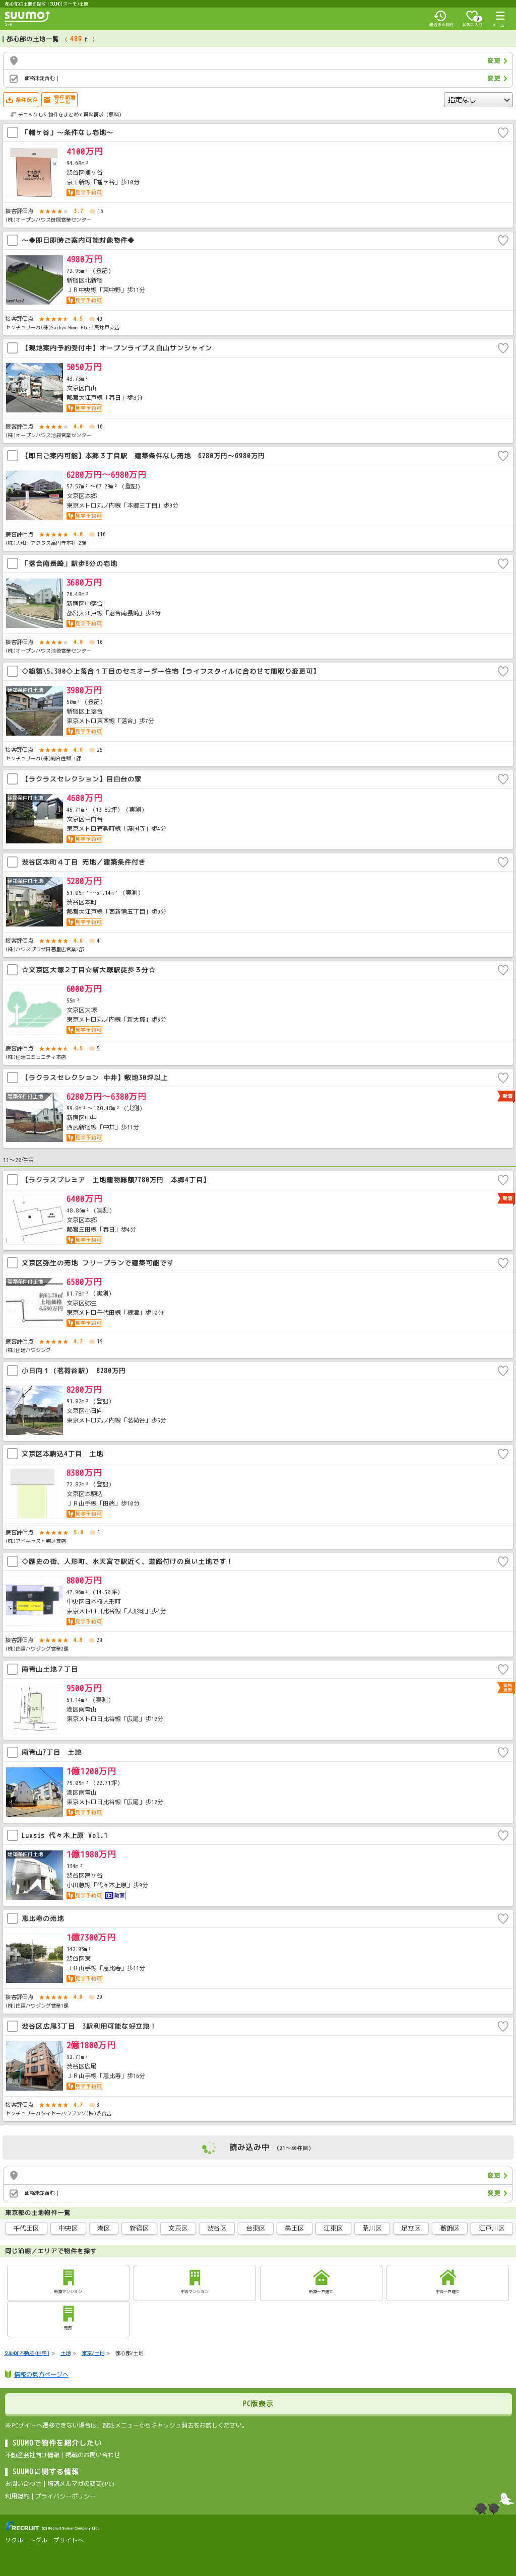 都心部の土地を探す｜SUUMO(スーモ)土地
SUUMO
最近みた物件
お気に入り
メニュー
都心部の土地一覧 （ 489 件 ）
変更
価格未定含む |
変更
条件保存
物件新着メール
指定なし
チェックした物件をまとめて資料請求（無料）
「幡ヶ谷」～条件なし宅地～
4100万円
94.68m²
渋谷区幡ヶ谷
京王新線「幡ヶ谷」歩10分
見学予約可
接客評価点 ★★★★★ 3.7 16
(株)オープンハウス荻窪営業センター
～◆即日即時ご案内可能対象物件◆
4980万円
72.95m²（登記）
新宿区北新宿
ＪＲ中央線「東中野」歩11分
見学予約可
接客評価点 ★★★★★ 4.5 49
センチュリー21(株)Saikyo Home Plus1高井戸支店
【現地案内予約受付中】オープンライブス白山サンシャイン
5050万円
43.75m²
文京区白山
都営大江戸線「春日」歩8分
見学予約可
接客評価点 ★★★★★ 4.0 10
(株)オープンハウス池袋営業センター
【即日ご案内可能】本郷３丁目駅　建築条件なし売地　6280万円～6980万円
6280万円～6980万円
57.57m²～67.29m²（登記）
文京区本郷
東京メトロ丸ノ内線「本郷三丁目」歩9分
見学予約可
接客評価点 ★★★★★ 4.8 110
(株)大和・アクタス高円寺本社 2課
「落合南長崎」駅歩8分の宅地
3680万円
76.48m²
新宿区中落合
都営大江戸線「落合南長崎」歩8分
見学予約可
接客評価点 ★★★★★ 4.0 10
(株)オープンハウス池袋営業センター
◇総額\5.380◇上落合１丁目のセミオーダー住宅【ライフスタイルに合わせて間取り変更可】
建築条件付土地
3980万円
50m²（登記）
新宿区上落合
東京メトロ東西線「落合」歩7分
見学予約可
接客評価点 ★★★★★ 4.8 25
【ラクラスセレクション】目白台の家
建築条件付土地
4680万円
45.71m²（13.82坪）（実測）
文京区目白台
東京メトロ有楽町線「護国寺」歩4分
見学予約可
渋谷区本町４丁目 売地／建築条件付き
建築条件付土地
5280万円
51.09m²～51.14m²（実測）
渋谷区本町
都営大江戸線「西新宿五丁目」歩9分
見学予約可
接客評価点 ★★★★★ 4.8 41
(株)ハウスプラザ日暮里店営業2部
☆文京区大塚２丁目☆新大塚駅徒歩３分☆
6000万円
55m²
文京区大塚
東京メトロ丸ノ内線「新大塚」歩3分
見学予約可
接客評価点 ★★★★★ 4.5 5
(株)住建コミュニティ本店
【ラクラスセレクション 中井】敷地30坪以上
建築条件付土地
新着
6280万円～6380万円
99.8m²～100.48m²（実測）
新宿区中井
西武新宿線「中井」歩11分
見学予約可
11～20件目
【ラクラスプレミア　土地建物総額7780万円　本郷4丁目】
新着
6400万円
48.86m²（実測）
文京区本郷
都営三田線「春日」歩4分
見学予約可
文京区弥生の売地 フリープランで建築可能です
建築条件付土地
約61.78m²
土地価格
6,580万円
6580万円
61.78m²（実測）
文京区弥生
東京メトロ千代田線「根津」歩10分
見学予約可
接客評価点 ★★★★★ 4.7 19
(株)住建ハウジング
小日向１（茗荷谷駅） 8280万円
8280万円
91.82m²（登記）
文京区小日向
東京メトロ丸ノ内線「茗荷谷」歩5分
文京区本駒込4丁目　土地
8380万円
72.82m²（登記）
文京区本駒込
ＪＲ山手線「田端」歩10分
見学予約可
接客評価点 ★★★★★ 5.0 1
(株)アドキャスト駒込支店
◇歴史の街、人形町、水天宮で駅近く、道路付けの良い土地です！
8800万円
47.96m²（14.50坪）
中央区日本橋人形町
東京メトロ日比谷線「人形町」歩4分
見学予約可
接客評価点 ★★★★★ 4.8 29
(株)住建ハウジング営業2課
南青山土地７丁目
価格更新
9500万円
51.14m²（実測）
港区南青山
東京メトロ日比谷線「広尾」歩12分
南青山7丁目　土地
1億1200万円
75.09m²（22.71坪）
港区南青山
東京メトロ日比谷線「広尾」歩12分
見学予約可
Luxsis 代々木上原 Vol.1
建築条件付土地
1億1980万円
134m²
渋谷区富ヶ谷
小田急線「代々木上原」歩9分
見学予約可 動画
恵比寿の売地
1億7300万円
142.93m²
渋谷区東
ＪＲ山手線「恵比寿」歩11分
見学予約可
接客評価点 ★★★★★ 4.8 29
(株)住建ハウジング営業1課
渋谷区広尾3丁目　3駅利用可能な好立地！
2億1800万円
92.71m²
渋谷区広尾
ＪＲ山手線「恵比寿」歩16分
見学予約可
接客評価点 ★★★★★ 4.7 8
センチュリー21タイセーハウジング(株)渋谷店
読み込み中 （21～40件目）
変更
価格未定含む |
変更
東京都の土地物件一覧
千代田区
中央区
港区
新宿区
文京区
渋谷区
台東区
墨田区
江東区
荒川区
足立区
葛飾区
江戸川区
同じ沿線／エリアで物件を探す
新築マンション
中古マンション
新築一戸建て
中古一戸建て
売却
SUUMO[不動産/住宅] > 土地 > 東京/土地 > 都心部/土地
情報の見方ページへ
PC版表示
※PCサイトへ遷移できない場合は、設定メニューからキャッシュ消去をお試しください。
SUUMOで物件を紹介したい
不動産会社向け情報 | 掲載のお問い合わせ
SUUMOに関する情報
お問い合わせ | 購読メルマガの変更(PC)
利用規約 | プライバシーポリシー
RECRUIT (C) Recruit Sumai Company Ltd.
リクルートグループサイトへ